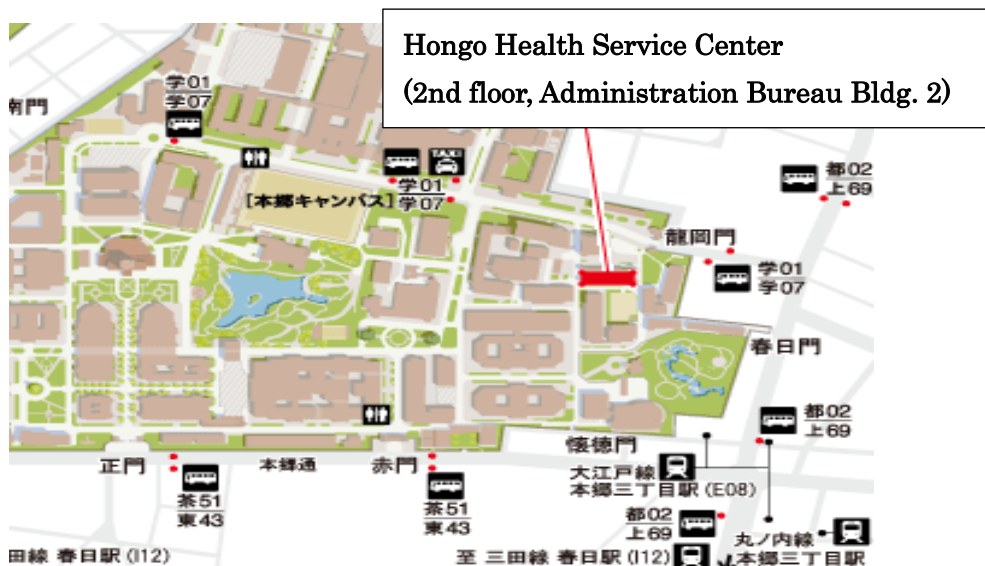 Hongo Health Service Center
(2nd floor, Administration Bureau Bldg. 2)
学01
学07
南門
TAXI
学01
学07
[本郷キャンパス]
都02
上69
龍岡門
学01
学07
春日門
都02
上69
懐徳門
正門
本郷通
赤門
大江戸線
本郷三丁目駅(E08)
茶51
東43
茶51
東43
都02
上69
丸ノ内線
本郷三丁目駅
田線 春日駅(I12)
至 三田線 春日駅(I12)